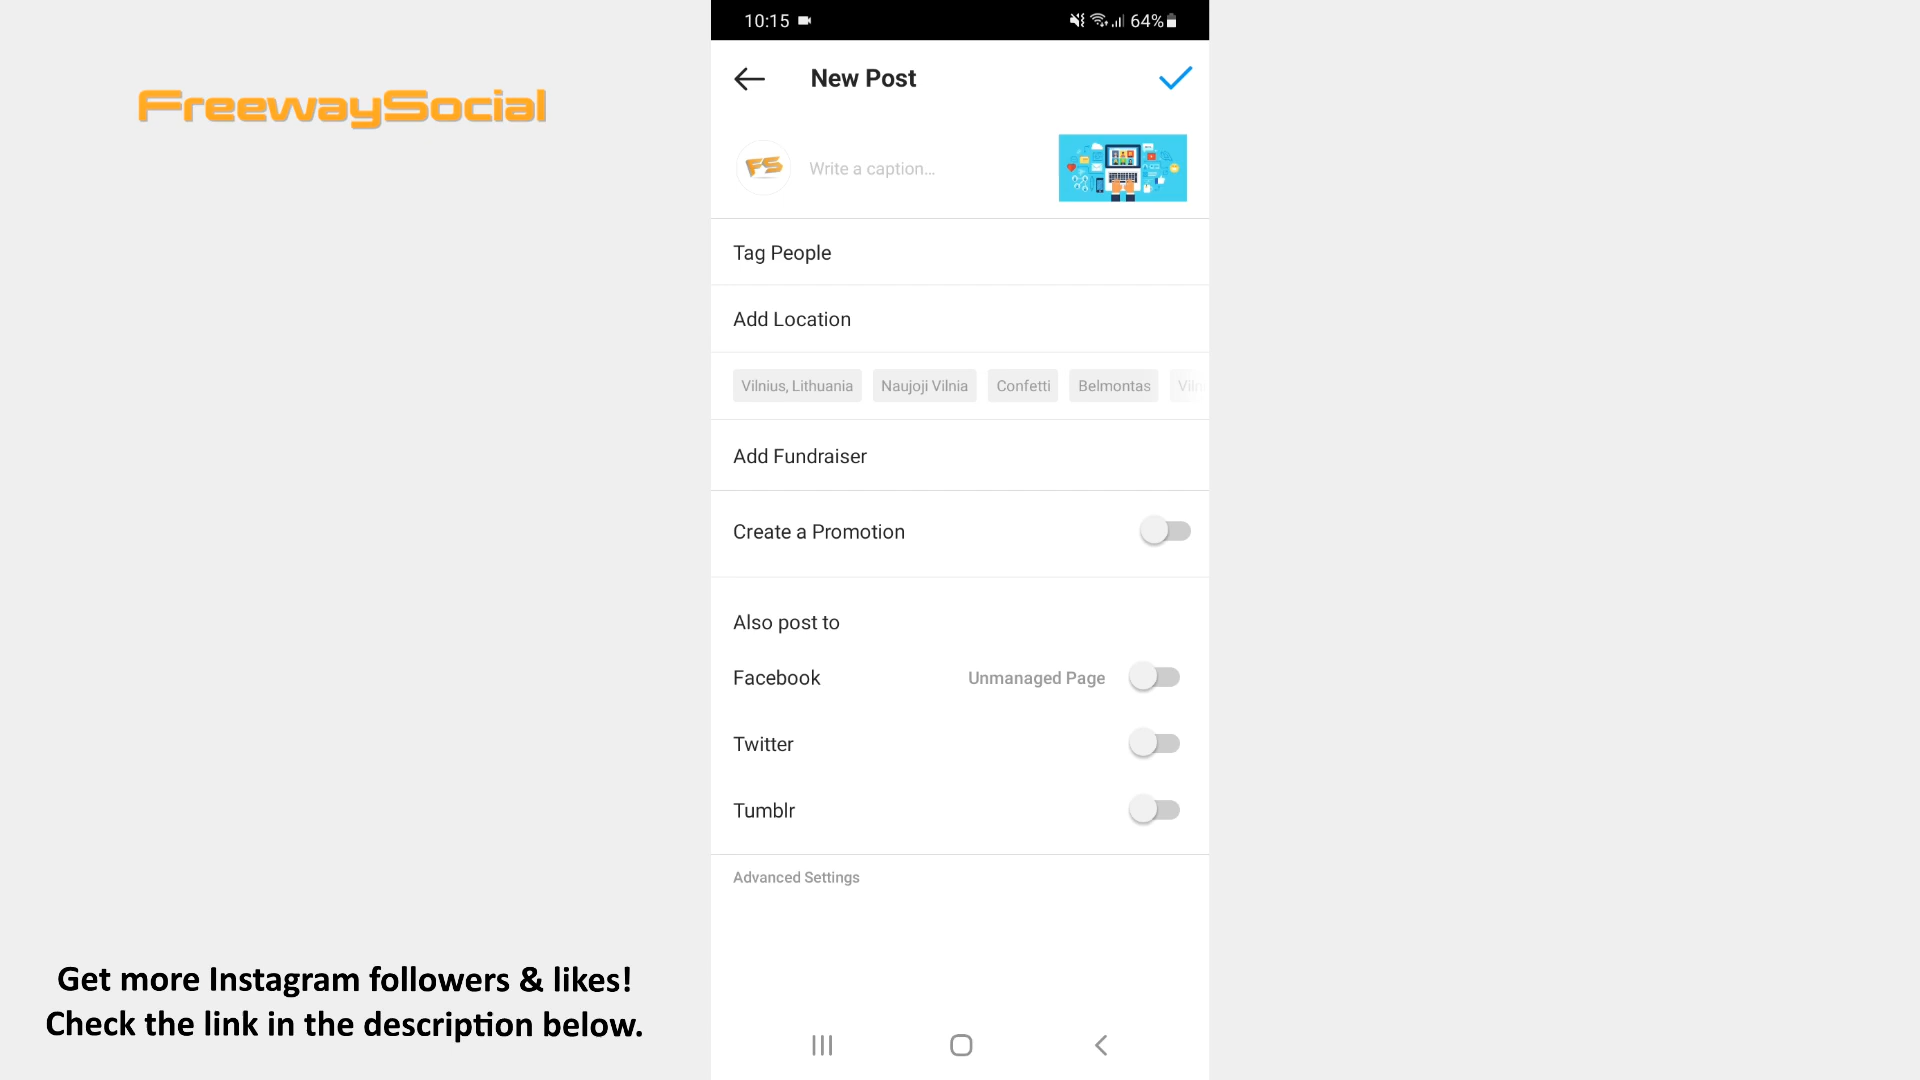 10:15
64%
FreewaySocial
New Post
FS
Write a caption...
Tag People
Add Location
Vilnius, Lithuania
Naujoji Vilnia
Confetti
Belmontas
Add Fundraiser
Create a Promotion
Also post to
Facebook
Unmanaged Page
Twitter
Tumblr
Advanced Settings
Get more Instagram followers & likes!
Check the link in the description below.